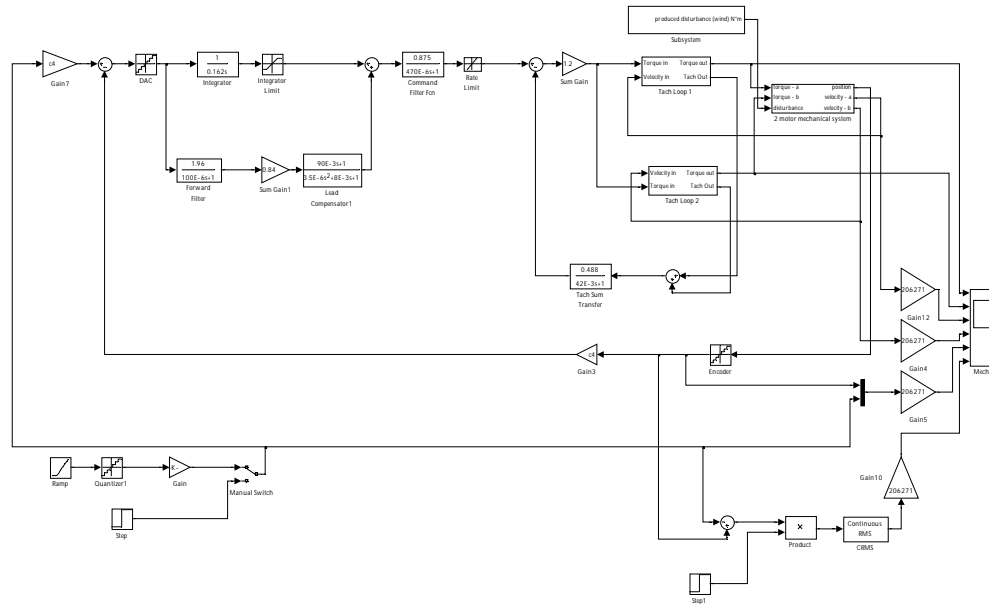 produced disturbance (wind) N*m
Subsystem
c4
Gain7
DAC
1
0.162s
Integrator
Integrator
Limit
0.875
470E-6s+1
Command
Filter Fcn
Rate
Limit
1.2
Sum Gain
Torque in
Torque out
Velocity in
Tach Out
Tach Loop 1
torque - a
position
torque - b
velocity - a
disturbance
velocity - b
2 motor mechanical system
1.96
100E-6s+1
Forward
Filter
0.84
Sum Gain1
90E-3s+1
3.5E-6s2+8E-3s+1
Lead
Compensator1
Velocity in
Torque out
Torque in
Tach Out
Tach Loop 2
0.488
42E-3s+1
Tach Sum
Transfer
206271
Gain12
206271
Gain4
Mech
c4
Gain3
Encoder
206271
Gain5
Ramp
Quantizer1
K-
Gain
Manual Switch
Step
Gain10
206271
×
Product
Continuous
RMS
CRMS
Step1